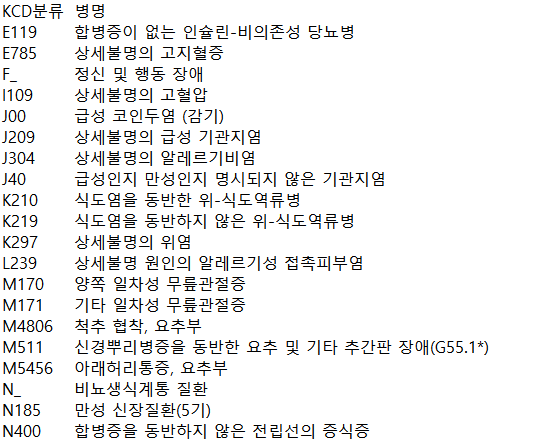 KCD분류 병명
E119 합병증이 없는 인슐린-비의존성 당뇨병
E785 상세불명의 고지혈증
F_ 정신 및 행동 장애
I109 상세불명의 고혈압
J00 급성 코인두염 (감기)
J209 상세불명의 급성 기관지염
J304 상세불명의 알레르기비염
J40 급성인지 만성인지 명시되지 않은 기관지염
K210 식도염을 동반한 위-식도역류병
K219 식도염을 동반하지 않은 위-식도역류병
K297 상세불명의 위염
L239 상세불명 원인의 알레르기성 접촉피부염
M170 양쪽 일차성 무릎관절증
M171 기타 일차성 무릎관절증
M4806 척추 협착, 요추부
M511 신경뿌리병증을 동반한 요추 및 기타 추간판 장애(G55.1*)
M5456 아래허리통증, 요추부
N_ 비뇨생식계통 질환
N185 만성 신장질환(5기)
N400 합병증을 동반하지 않은 전립선의 증식증